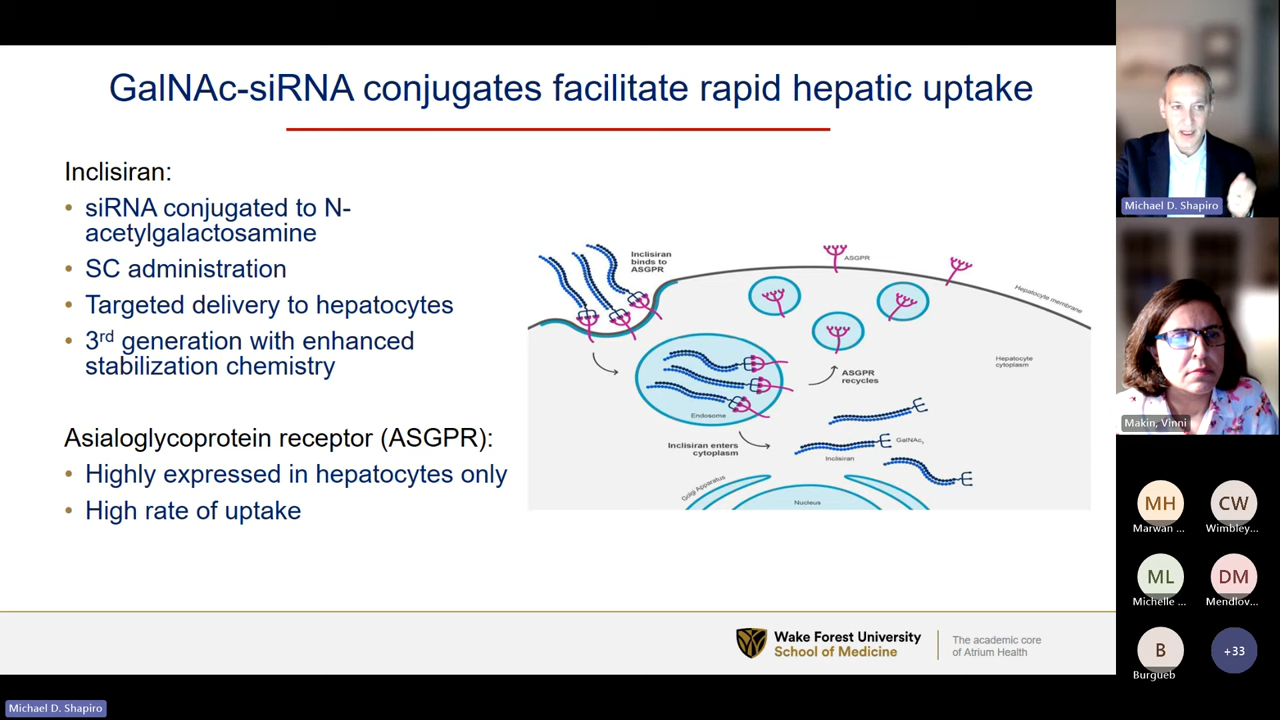 GalNAc-siRNA conjugates facilitate rapid hepatic uptake
Inclisiran:
• siRNA conjugated to N-
acetylgalactosamine
• SC administration
• Targeted delivery to hepatocytes
• 3rd generation with enhanced
stabilization chemistry
Asialoglycoprotein receptor (ASGPR):
• Highly expressed in hepatocytes only
• High rate of uptake
Inclisiran
binds to
ASGPR
ASGPR
Hepatocyte membrane
Hepatocyte
cytoplasm
ASGPR
recycles
Endosome
Inclisiran enters
cytoplasm
GalNAc3
Inclisiran
Golgi Apparatus
Nucleus
Wake Forest University
School of Medicine
The academic core
of Atrium Health
Michael D. Shapiro
Makin, Vinni
MH
Marwan ...
CW
Wimbley...
ML
Michelle ...
DM
Mendlov...
B
Burgueb
+33
Michael D. Shapiro